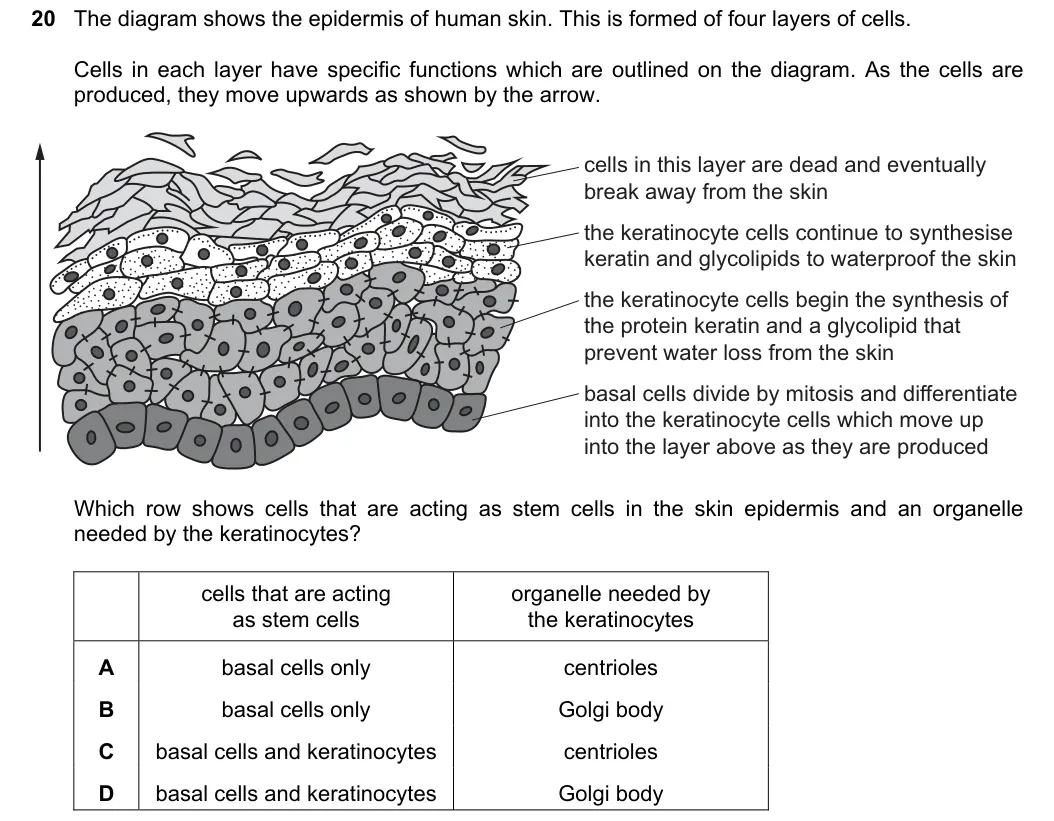 20 The diagram shows the epidermis of human skin. This is formed of four layers of cells.
Cells in each layer have specific functions which are outlined on the diagram. As the cells are
produced, they move upwards as shown by the arrow.
cells in this layer are dead and eventually
break away from the skin
the keratinocyte cells continue to synthesise
keratin and glycolipids to waterproof the skin
the keratinocyte cells begin the synthesis of
the protein keratin and a glycolipid that
prevent water loss from the skin
basal cells divide by mitosis and differentiate
into the keratinocyte cells which move up
into the layer above as they are produced
Which row shows cells that are acting as stem cells in the skin epidermis and an organelle
needed by the keratinocytes?
cells that are acting organelle needed by
as stem cells the keratinocytes
A basal cells only centrioles
B basal cells only Golgi body
C basal cells and keratinocytes centrioles
D basal cells and keratinocytes Golgi body